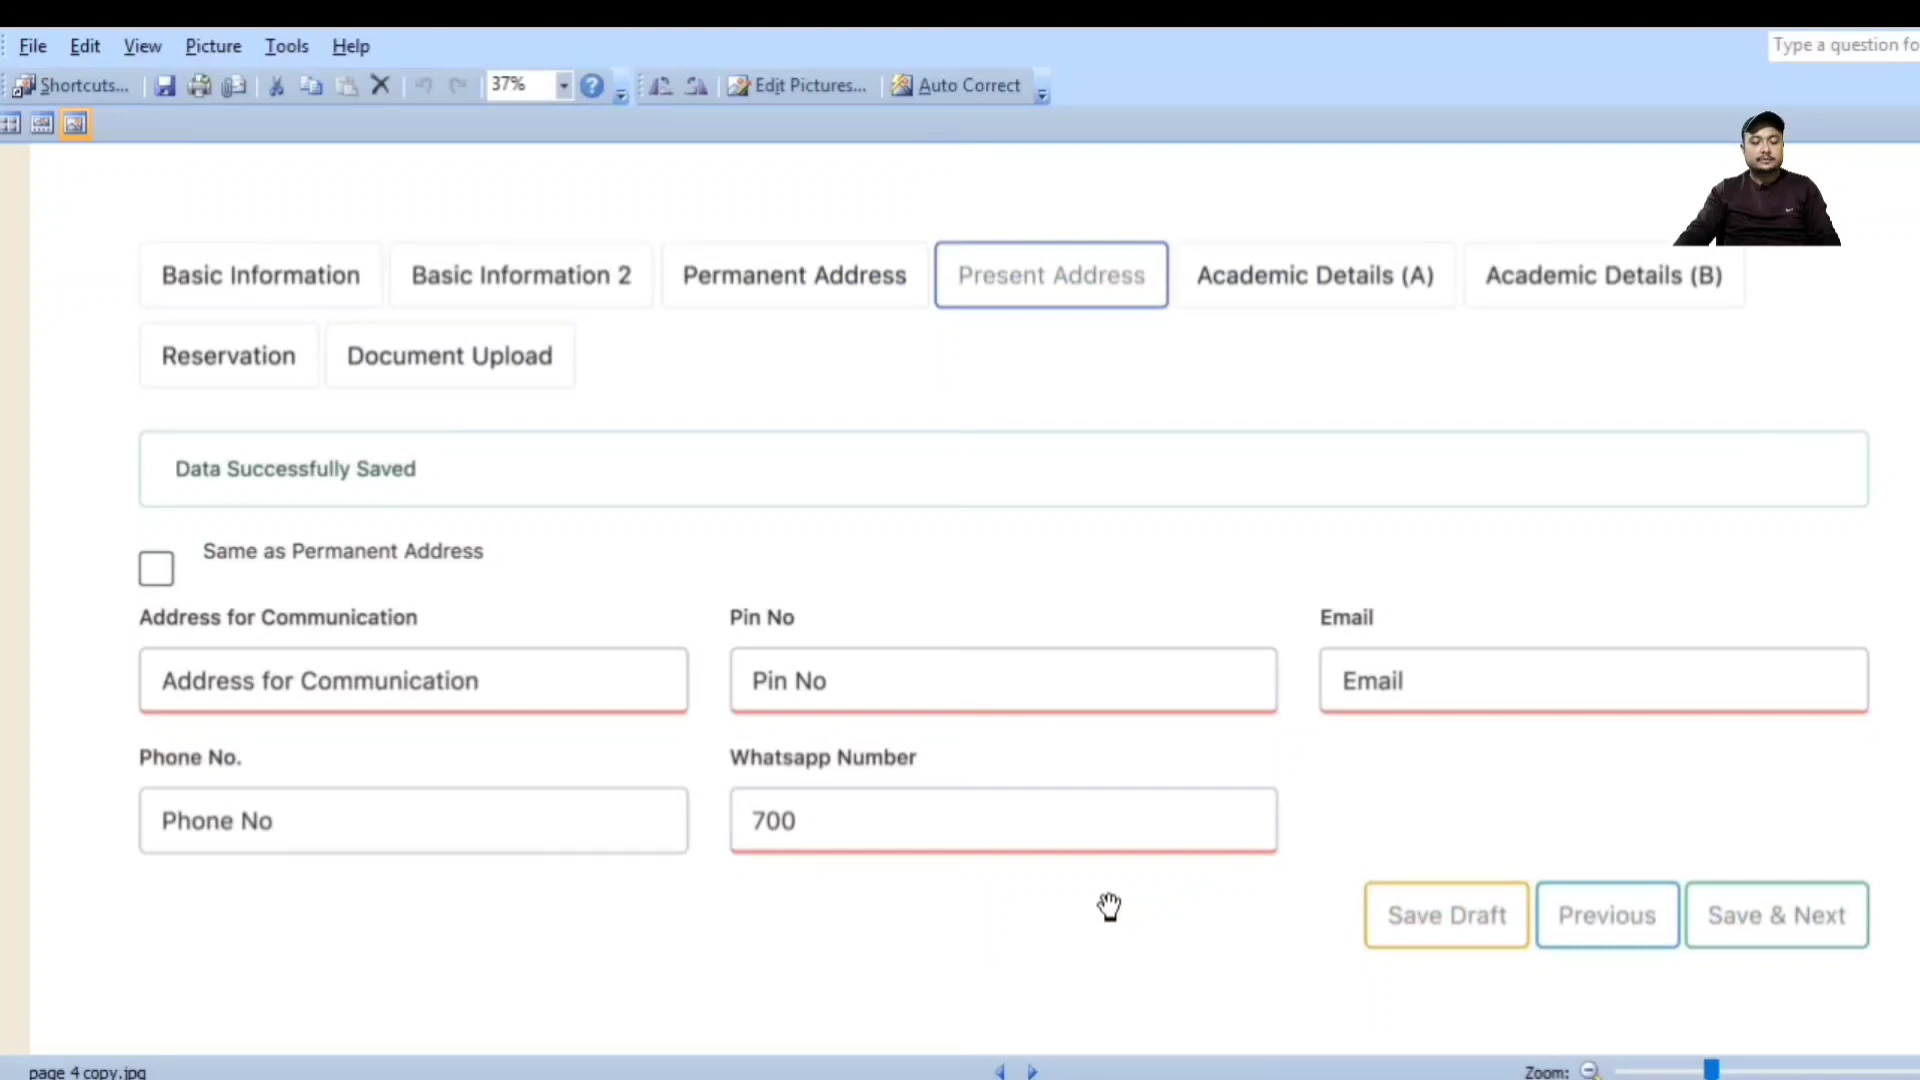 File Edit View Picture Tools Help
Type a question fo
Shortcuts... 37% Edit Pictures... Auto Correct
Basic Information Basic Information 2 Permanent Address Present Address Academic Details (A) Academic Details (B)
Reservation Document Upload
Data Successfully Saved
Same as Permanent Address
Address for Communication Pin No Email
Address for Communication Pin No Email
Phone No. Whatsapp Number
Phone No 700
Save Draft Previous Save & Next
page 4 copy.jpg Zoom: